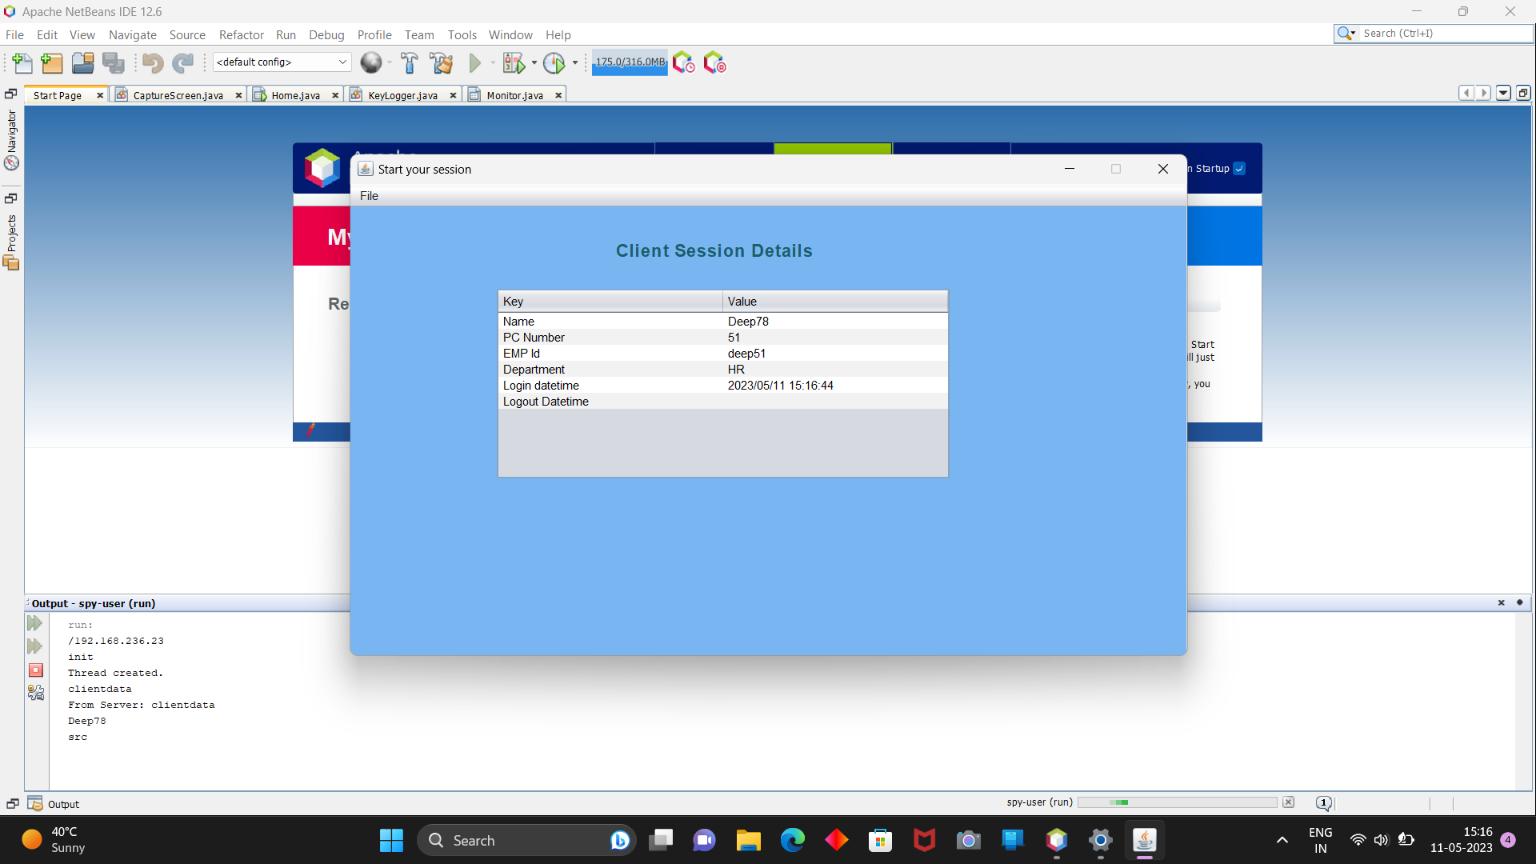 Apache NetBeans IDE 12.6
File Edit View Navigate Source Refactor Run Debug Profile Team Tools Window Help
Search (Ctrl+I)
<default config>
175.0/316.0MB
Start Page CaptureScreen.java Home.java KeyLogger.java Monitor.java
Navigator
Projects
n Startup
Start your session
File
My
Client Session Details
Re
Key Value
Name Deep78
PC Number 51
EMP Id deep51
Department HR
Login datetime 2023/05/11 15:16:44
Logout Datetime
Start
ll just
, you
Output - spy-user (run)
run:
/192.168.236.23
init
Thread created.
clientdata
From Server: clientdata
Deep78
src
Output
spy-user (run)
1
40°C
Sunny
Search
ENG
IN
15:16
11-05-2023
4